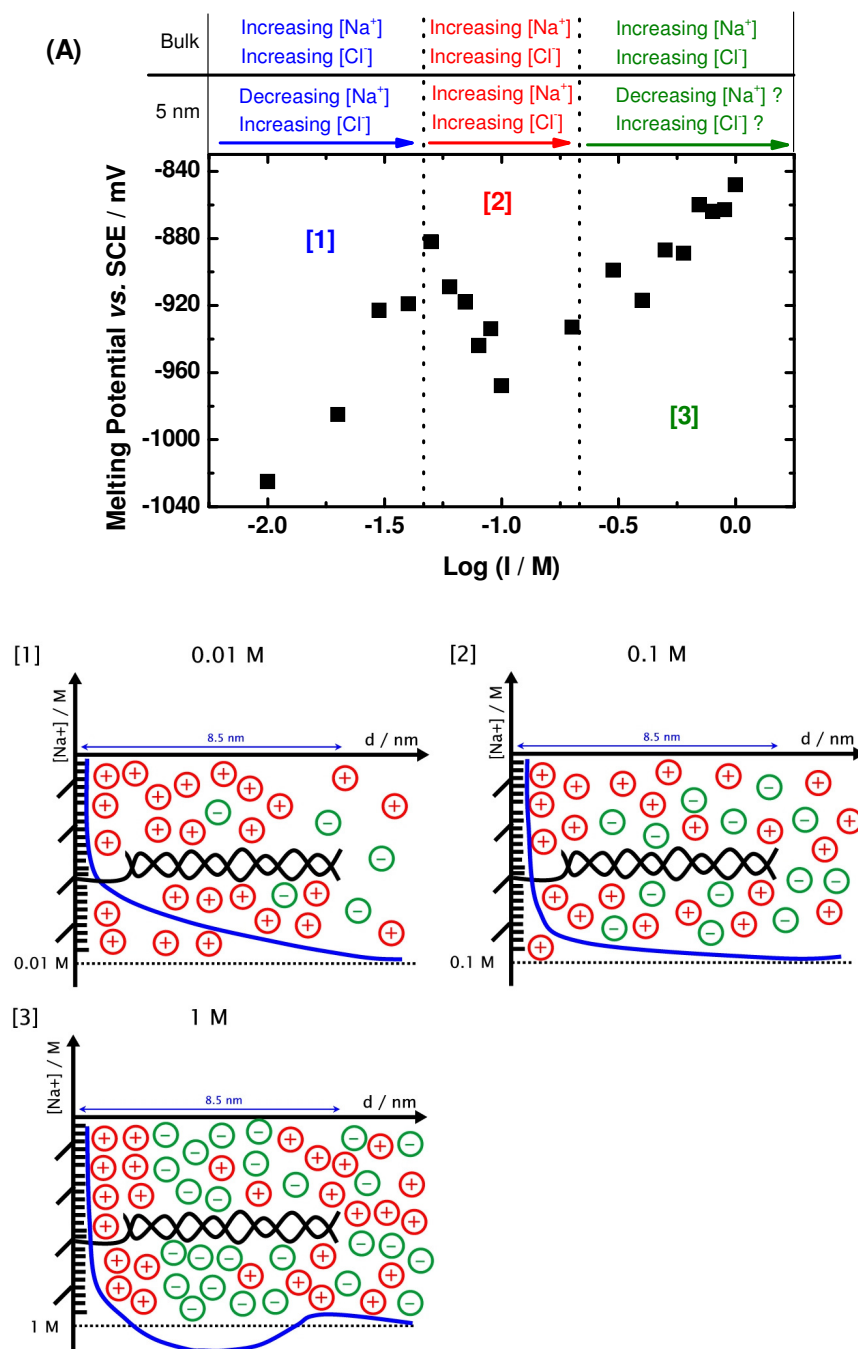 (A)
Bulk
Increasing [Na⁺]
Increasing [Cl⁻]
Increasing [Na⁺]
Increasing [Cl⁻]
Increasing [Na⁺]
Increasing [Cl⁻]
5 nm
Decreasing [Na⁺]
Increasing [Cl⁻]
Increasing [Na⁺]
Increasing [Cl⁻]
Decreasing [Na⁺] ?
Increasing [Cl⁻] ?
Melting Potential vs. SCE / mV
-840
-880
-920
-960
-1000
-1040
[1]
[2]
[3]
-2.0
-1.5
-1.0
-0.5
0.0
Log (I / M)
[1]
0.01 M
[Na+] / M
8.5 nm
d / nm
0.01 M
[2]
0.1 M
[Na+] / M
8.5 nm
d / nm
0.1 M
[3]
1 M
[Na+] / M
8.5 nm
d / nm
1 M